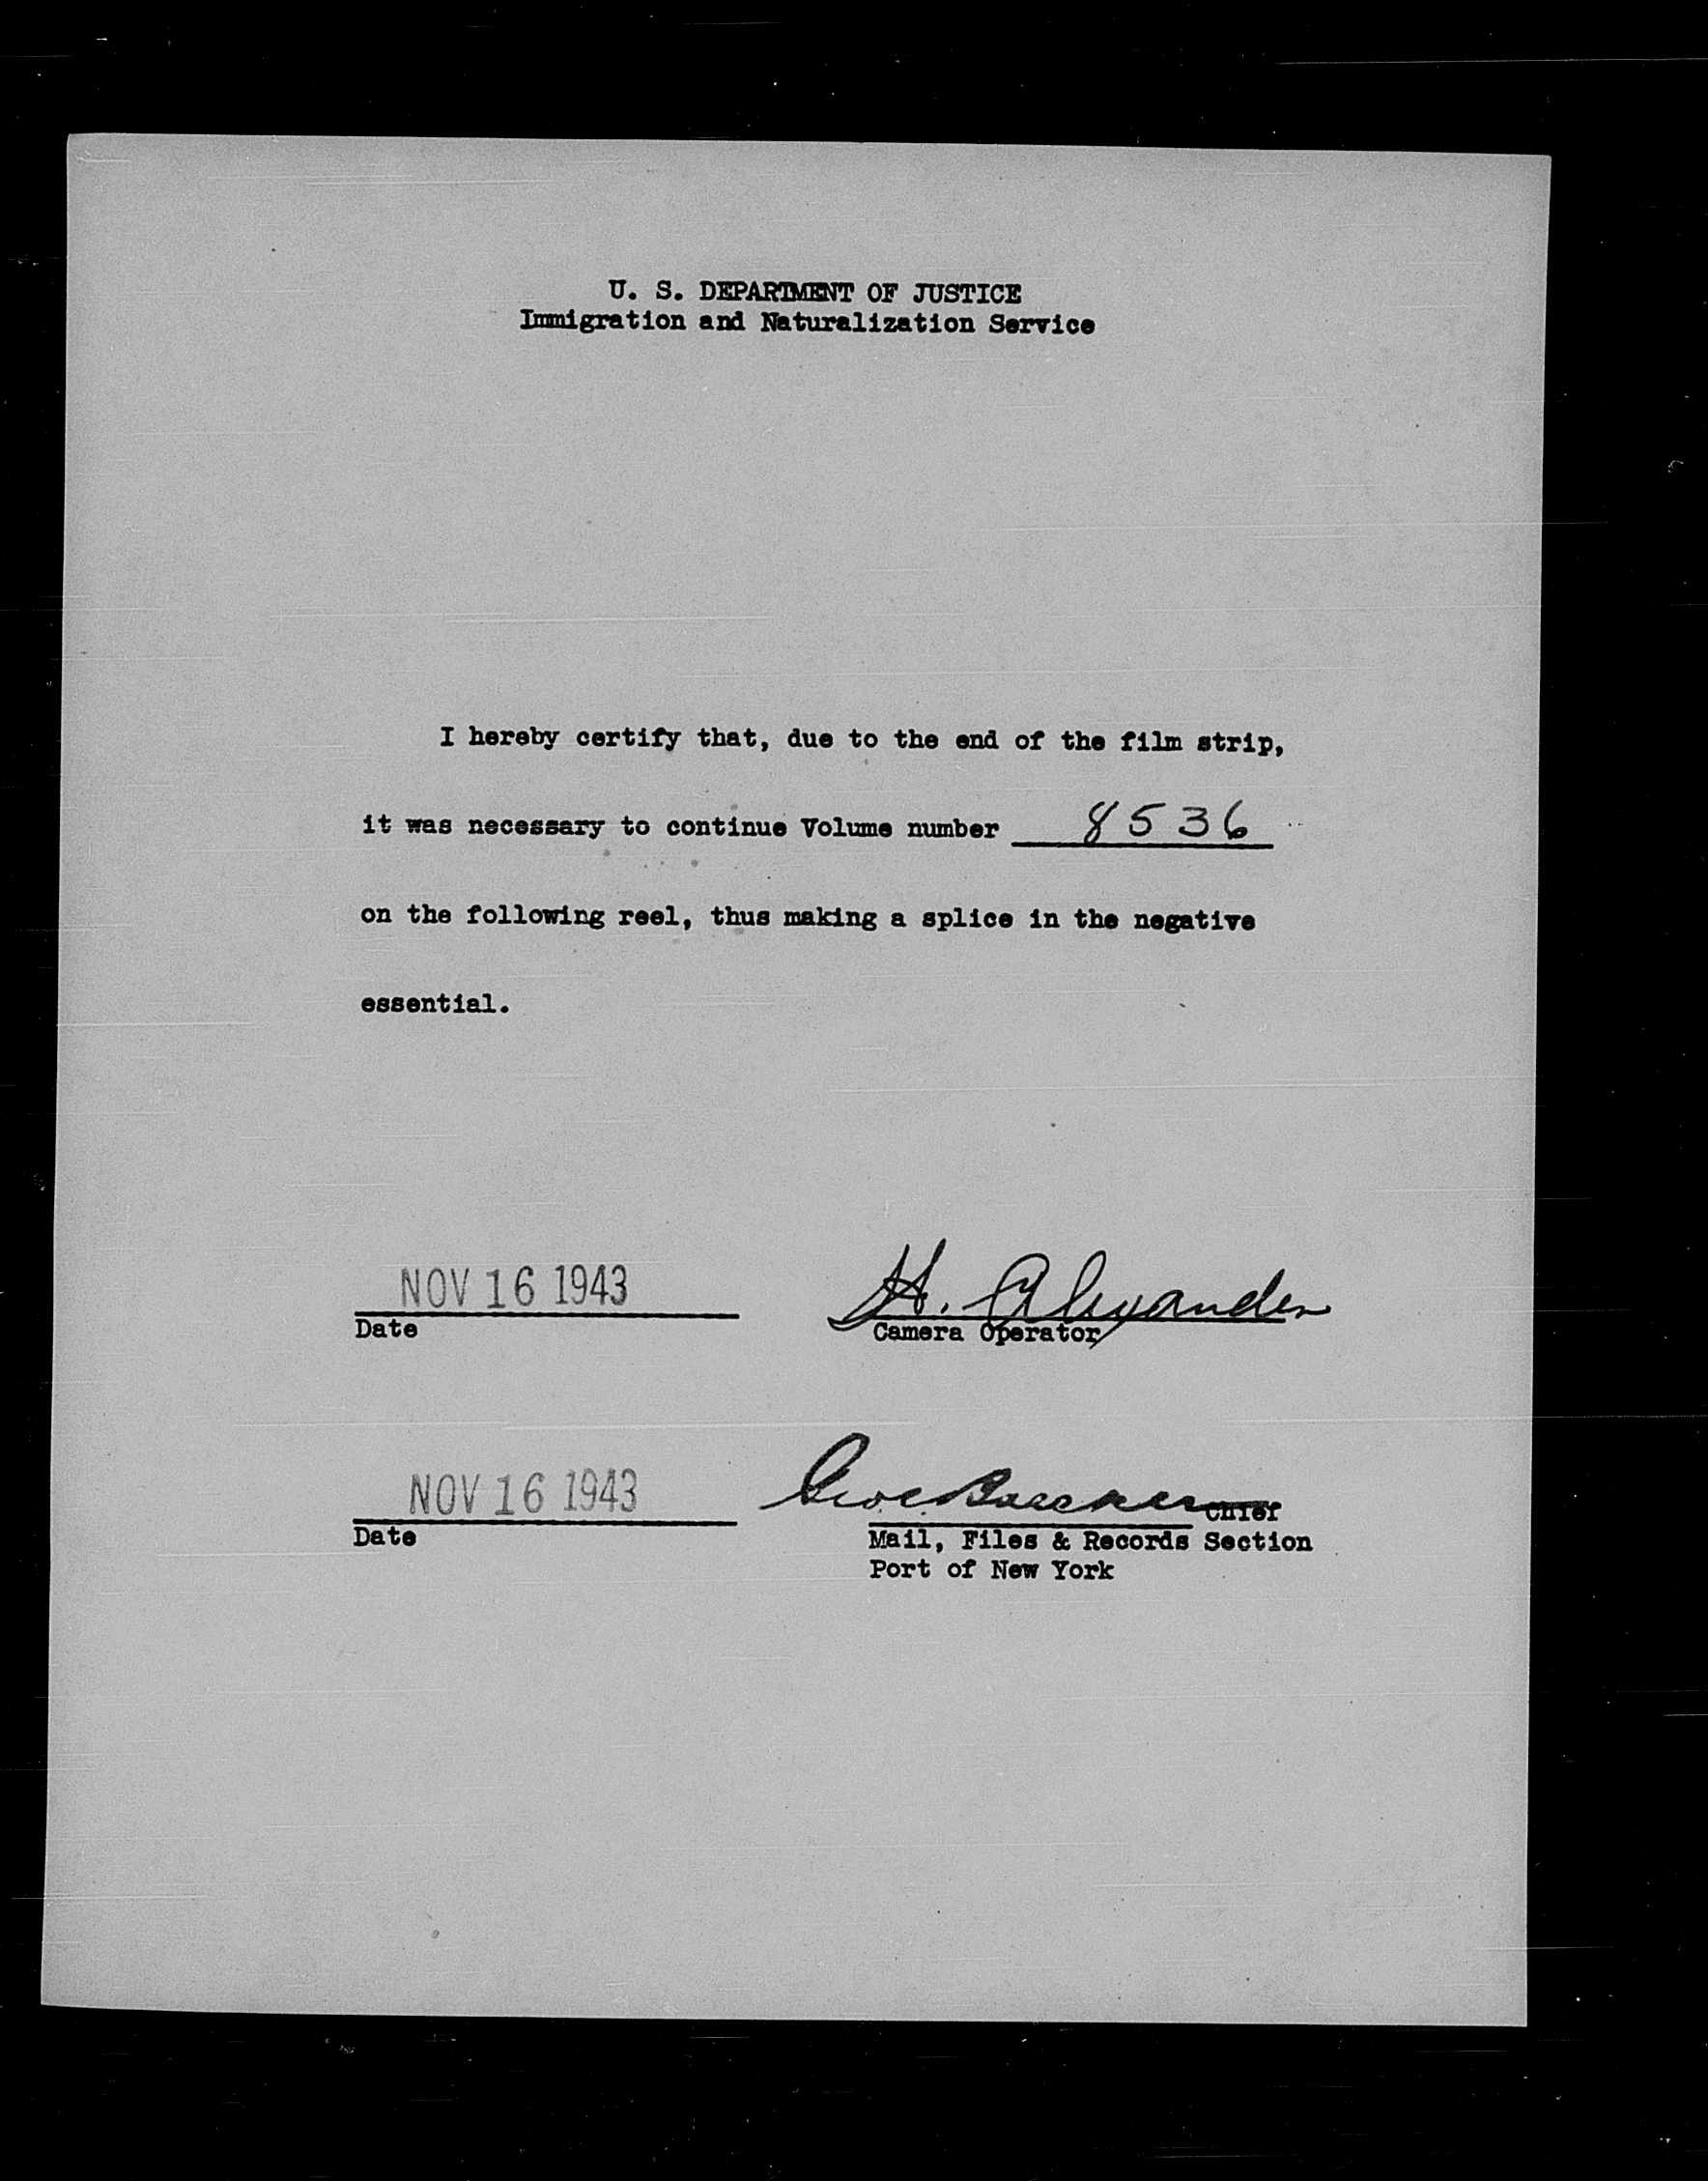 U. S. DEPARTMENT OF JUSTICE
Immigration and Naturalization Service
I hereby certify that, due to the end of the film strip,
it was necessary to continue Volume number 8536
on the following reel, thus making a splice in the negative
essential.
NOV 16 1943
H. Alexander
Date
Camera Operator
NOV 16 1943
Chief
Date
Mail, Files & Records Section
Port of New York